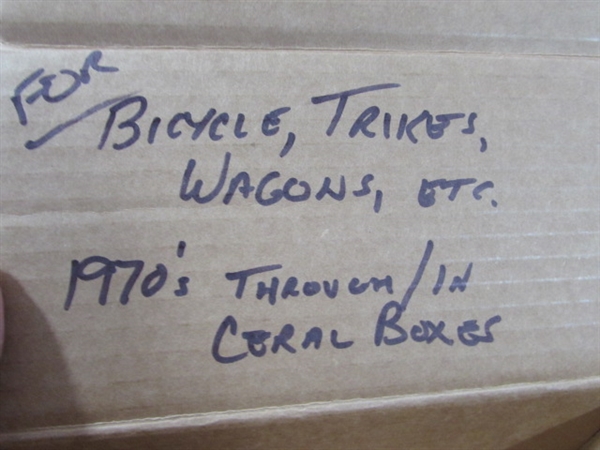 FOR
BICYCLE, TRIKES,
WAGONS, ETC.
1970's THROUGH/IN
CERAL BOXES